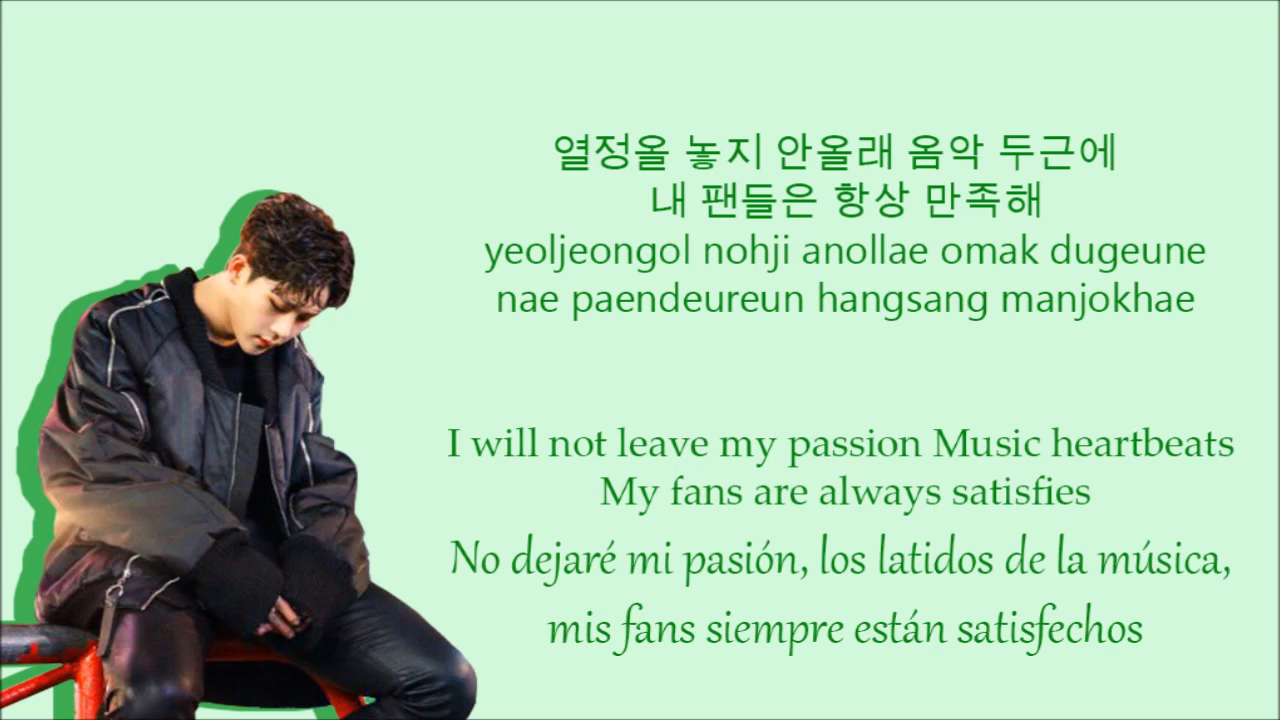 열정올 놓지 안올래 옴악 두근에
내 팬들은 항상 만족해
yeoljeongol nohji anollae omak dugeune
nae paendeureun hangsang manjokhae
I will not leave my passion Music heartbeats
My fans are always satisfies
No dejaré mi pasión, los latidos de la música,
mis fans siempre están satisfechos